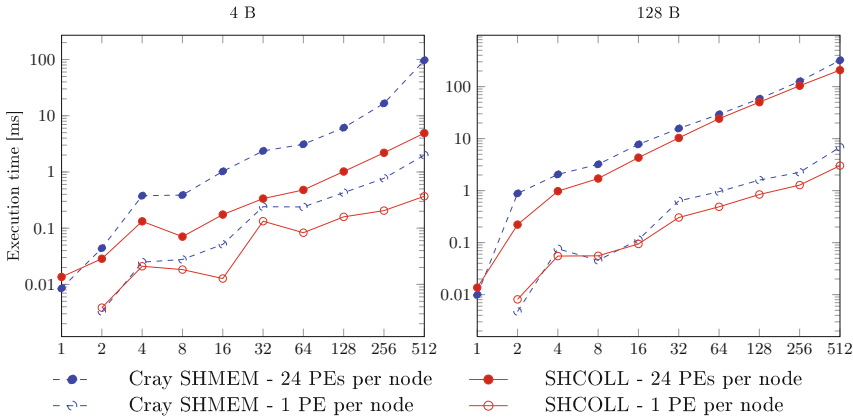 4 B
128 B
Execution time [ms]
100
10
1
0.1
0.01
1 2 4 8 16 32 64 128 256 512
100
10
1
0.1
0.01
1 2 4 8 16 32 64 128 256 512
Cray SHMEM - 24 PEs per node
SHCOLL - 24 PEs per node
Cray SHMEM - 1 PE per node
SHCOLL - 1 PE per node